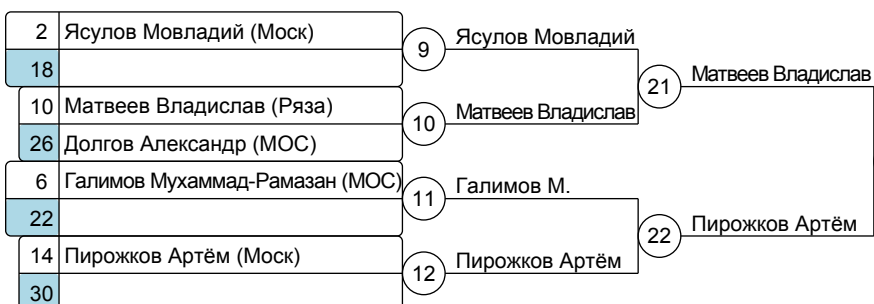 2 Ясулов Мовладий (Моск)
9 Ясулов Мовладий
18
21 Матвеев Владислав
10 Матвеев Владислав (Ряза)
10 Матвеев Владислав
26 Долгов Александр (МОС)
6 Галимов Мухаммад-Рамазан (МОС)
11 Галимов М.
22
22 Пирожков Артём
14 Пирожков Артём (Моск)
12 Пирожков Артём
30